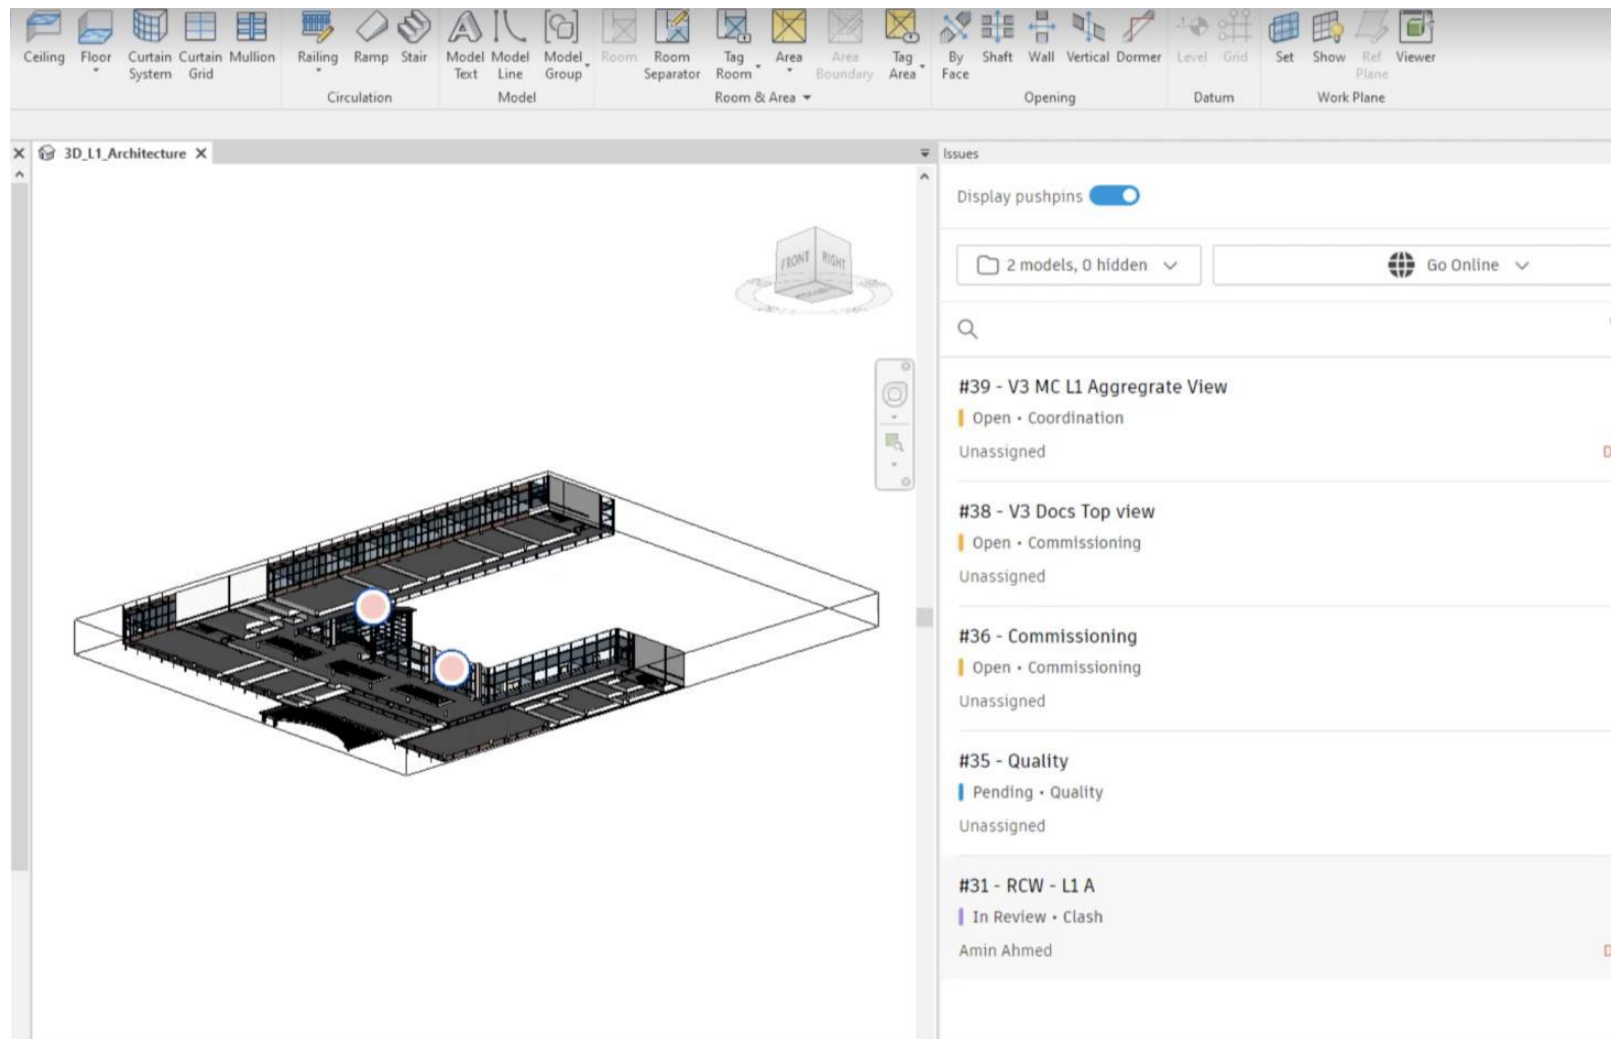 Ceiling Floor Curtain System Curtain Grid Mullion Railing Ramp Stair Model Text Model Line Model Group Room Room Separator Tag Room Area Area Boundary Tag Area By Face Shaft Wall Vertical Dormer Level Grid Set Show Ref Plane Viewer
Circulation Model Room & Area Opening Datum Work Plane
3D_L1_Architecture
Issues
Display pushpins
2 models, 0 hidden
Go Online
#39 - V3 MC L1 Aggregrate View
Open • Coordination
Unassigned
#38 - V3 Docs Top view
Open • Commissioning
Unassigned
#36 - Commissioning
Open • Commissioning
Unassigned
#35 - Quality
Pending • Quality
Unassigned
#31 - RCW - L1 A
In Review • Clash
Amin Ahmed
FRONT RIGHT